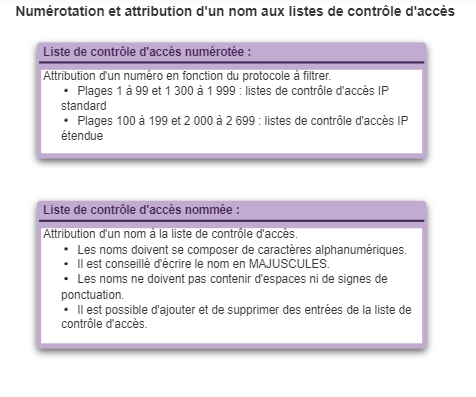 Numérotation et attribution d'un nom aux listes de contrôle d'accès
Liste de contrôle d'accès numérotée :
Attribution d'un numéro en fonction du protocole à filtrer.
• Plages 1 à 99 et 1 300 à 1 999 : listes de contrôle d'accès IP
standard
• Plages 100 à 199 et 2 000 à 2 699 : listes de contrôle d'accès IP
étendue
Liste de contrôle d'accès nommée :
Attribution d'un nom à la liste de contrôle d'accès.
• Les noms doivent se composer de caractères alphanumériques.
• Il est conseillé d'écrire le nom en MAJUSCULES.
• Les noms ne doivent pas contenir d'espaces ni de signes de
ponctuation.
• Il est possible d'ajouter et de supprimer des entrées de la liste de
contrôle d'accès.